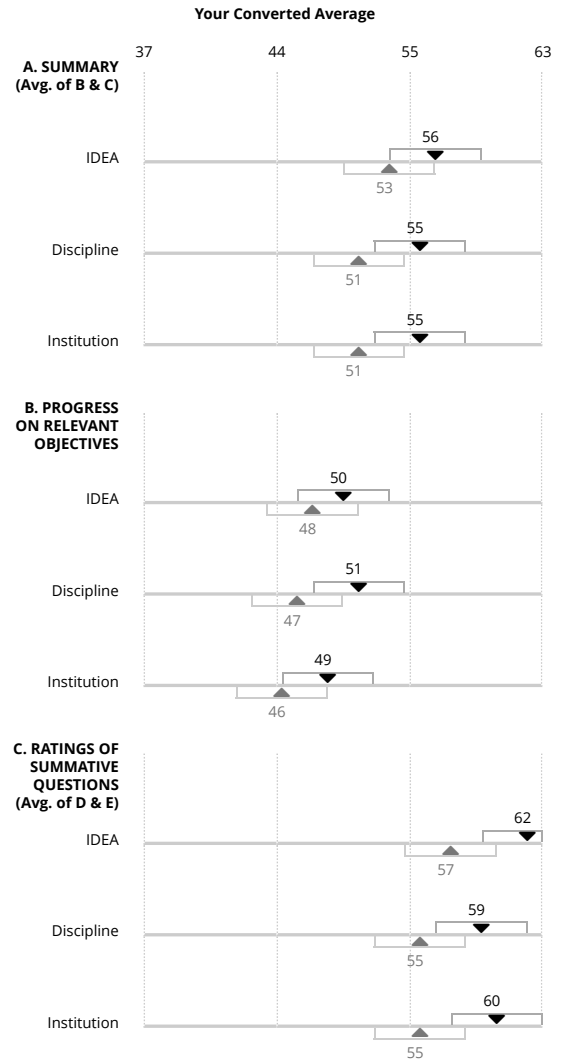 Your Converted Average
37 44 55 63
A. SUMMARY
(Avg. of B & C)
56
IDEA
53
55
Discipline
51
55
Institution
51
B. PROGRESS
ON RELEVANT
OBJECTIVES
50
IDEA
48
51
Discipline
47
49
Institution
46
C. RATINGS OF
SUMMATIVE
QUESTIONS
(Avg. of D & E)
62
IDEA
57
59
Discipline
55
60
Institution
55